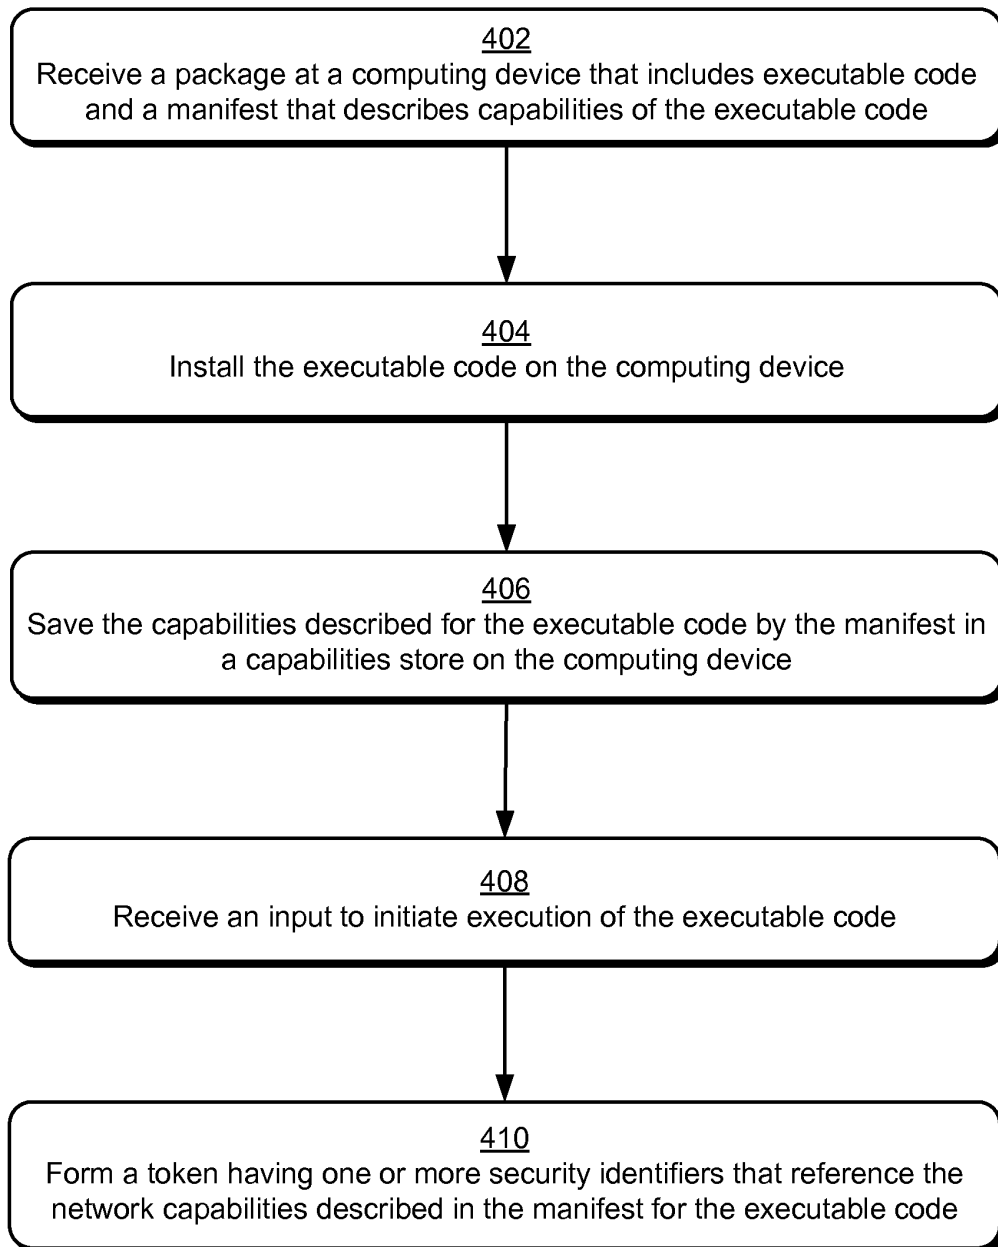 402
Receive a package at a computing device that includes executable code
and a manifest that describes capabilities of the executable code
404
Install the executable code on the computing device
406
Save the capabilities described for the executable code by the manifest in
a capabilities store on the computing device
408
Receive an input to initiate execution of the executable code
410
Form a token having one or more security identifiers that reference the
network capabilities described in the manifest for the executable code